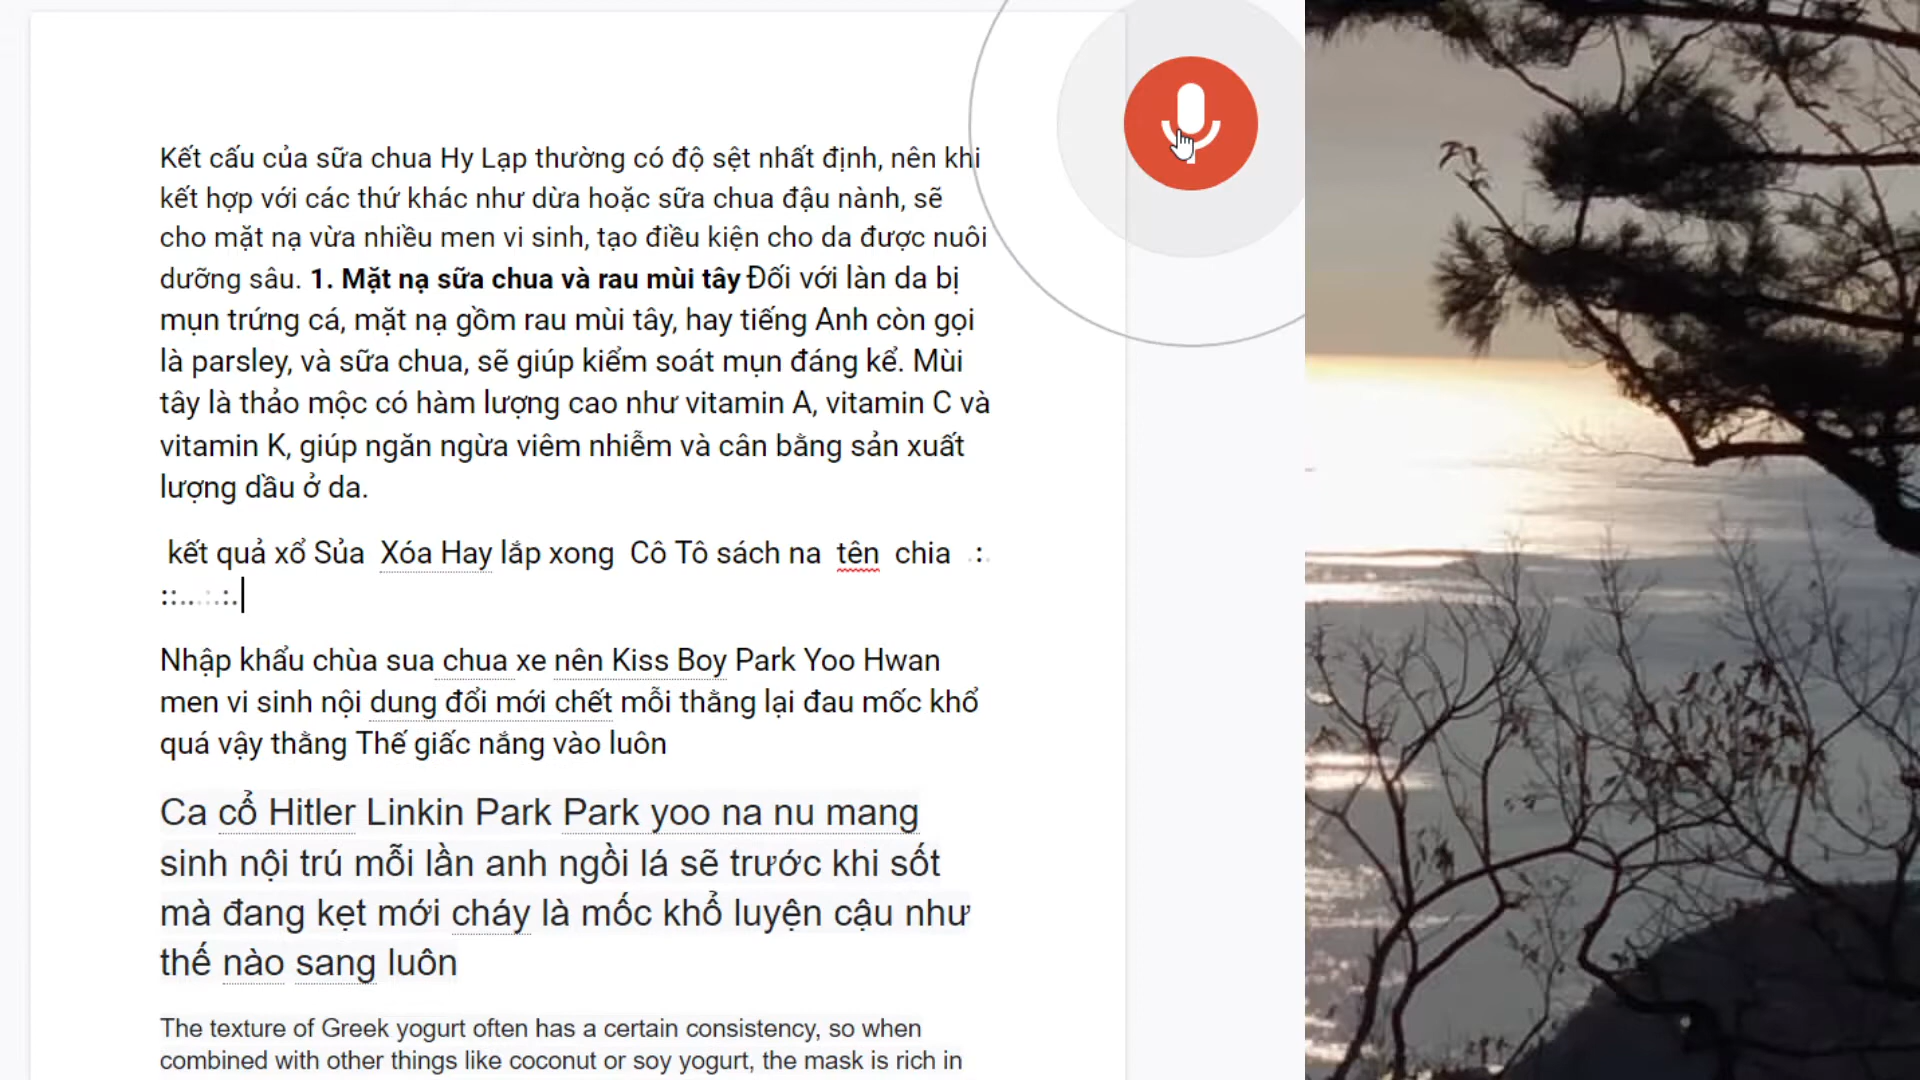 Kết cấu của sữa chua Hy Lạp thường có độ sệt nhất định, nên khi
kết hợp với các thứ khác như dừa hoặc sữa chua đậu nành, sẽ
cho mặt nạ vừa nhiều men vi sinh, tạo điều kiện cho da được nuôi
dưỡng sâu. 1. Mặt nạ sữa chua và rau mùi tây Đối với làn da bị
mụn trứng cá, mặt nạ gồm rau mùi tây, hay tiếng Anh còn gọi
là parsley, và sữa chua, sẽ giúp kiểm soát mụn đáng kể. Mùi
tây là thảo mộc có hàm lượng cao như vitamin A, vitamin C và
vitamin K, giúp ngăn ngừa viêm nhiễm và cân bằng sản xuất
lượng dầu ở da.
kết quả xổ Sủa Xóa Hay lắp xong Cô Tô sách na tên chia
Nhập khẩu chùa sua chua xe nên Kiss Boy Park Yoo Hwan
men vi sinh nội dung đổi mới chết mỗi thằng lại đau mốc khổ
quá vậy thằng Thế giấc nắng vào luôn
Ca cổ Hitler Linkin Park Park yoo na nu mang
sinh nội trú mỗi lần anh ngồi lá sẽ trước khi sốt
mà đang kẹt mới cháy là mốc khổ luyện cậu như
thế nào sang luôn
The texture of Greek yogurt often has a certain consistency, so when
combined with other things like coconut or soy yogurt, the mask is rich in